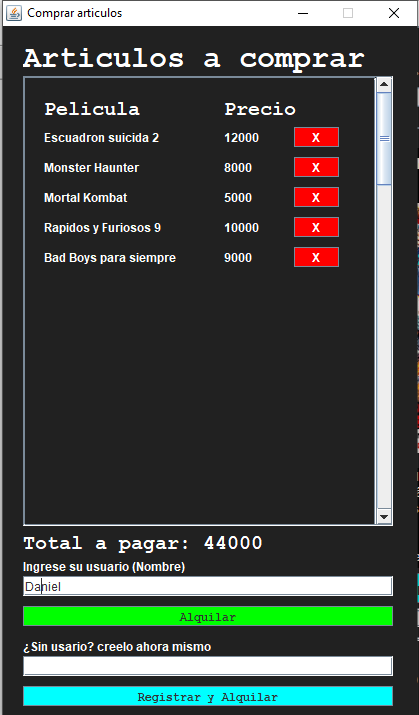 Comprar articulos
Articulos a comprar
Pelicula Precio
Escuadron suicida 2 12000 X
Monster Haunter 8000 X
Mortal Kombat 5000 X
Rapidos y Furiosos 9 10000 X
Bad Boys para siempre 9000 X
Total a pagar: 44000
Ingrese su usuario (Nombre)
Daniel
Alquilar
¿Sin usario? creelo ahora mismo
Registrar y Alquilar